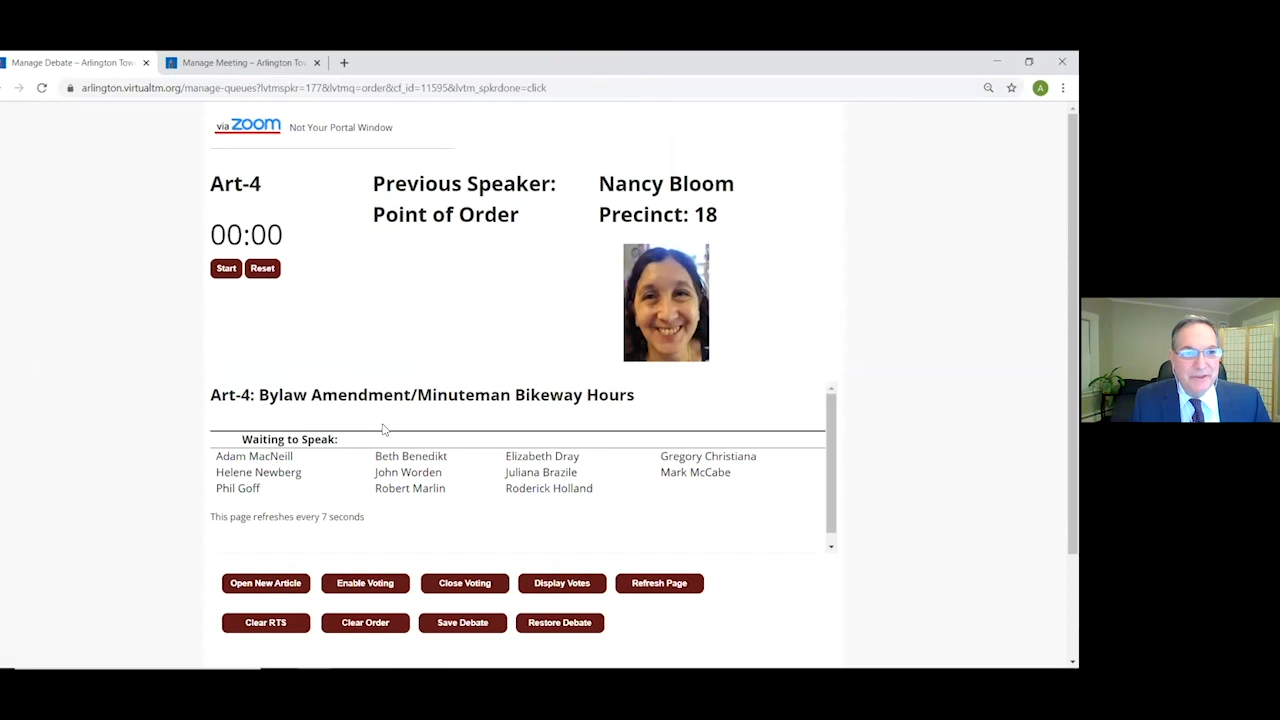 Manage Debate – Arlington Tow
Manage Meeting – Arlington Tow
arlington.virtualtm.org/manage-queues?lvtmspkr=177&lvtmq=order&cf_id=11595&lvtm_spkrdone=click
A
via zoom Not Your Portal Window
Art-4 Previous Speaker: Nancy Bloom
Point of Order Precinct: 18
00:00
Start Reset
Art-4: Bylaw Amendment/Minuteman Bikeway Hours
Waiting to Speak:
Adam MacNeill Beth Benedikt Elizabeth Dray Gregory Christiana
Helene Newberg John Worden Juliana Brazile Mark McCabe
Phil Goff Robert Marlin Roderick Holland
This page refreshes every 7 seconds
Open New Article Enable Voting Close Voting Display Votes Refresh Page
Clear RTS Clear Order Save Debate Restore Debate